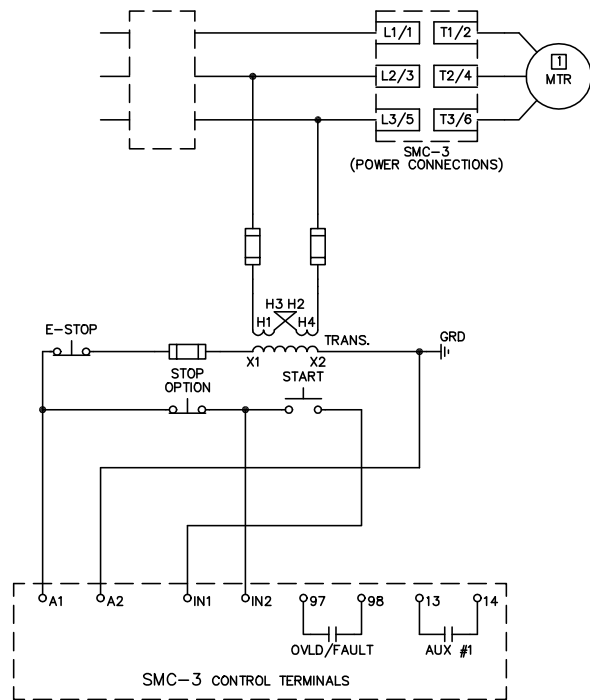 L1/1 T1/2
1
MTR
L2/3 T2/4
L3/5 T3/6
SMC-3
(POWER CONNECTIONS)
H3 H2
H1 H4
E-STOP
TRANS.
GRD
X1 X2
STOP
OPTION
START
A1 A2 IN1 IN2 97 98 13 14
OVLD/FAULT AUX #1
SMC-3 CONTROL TERMINALS